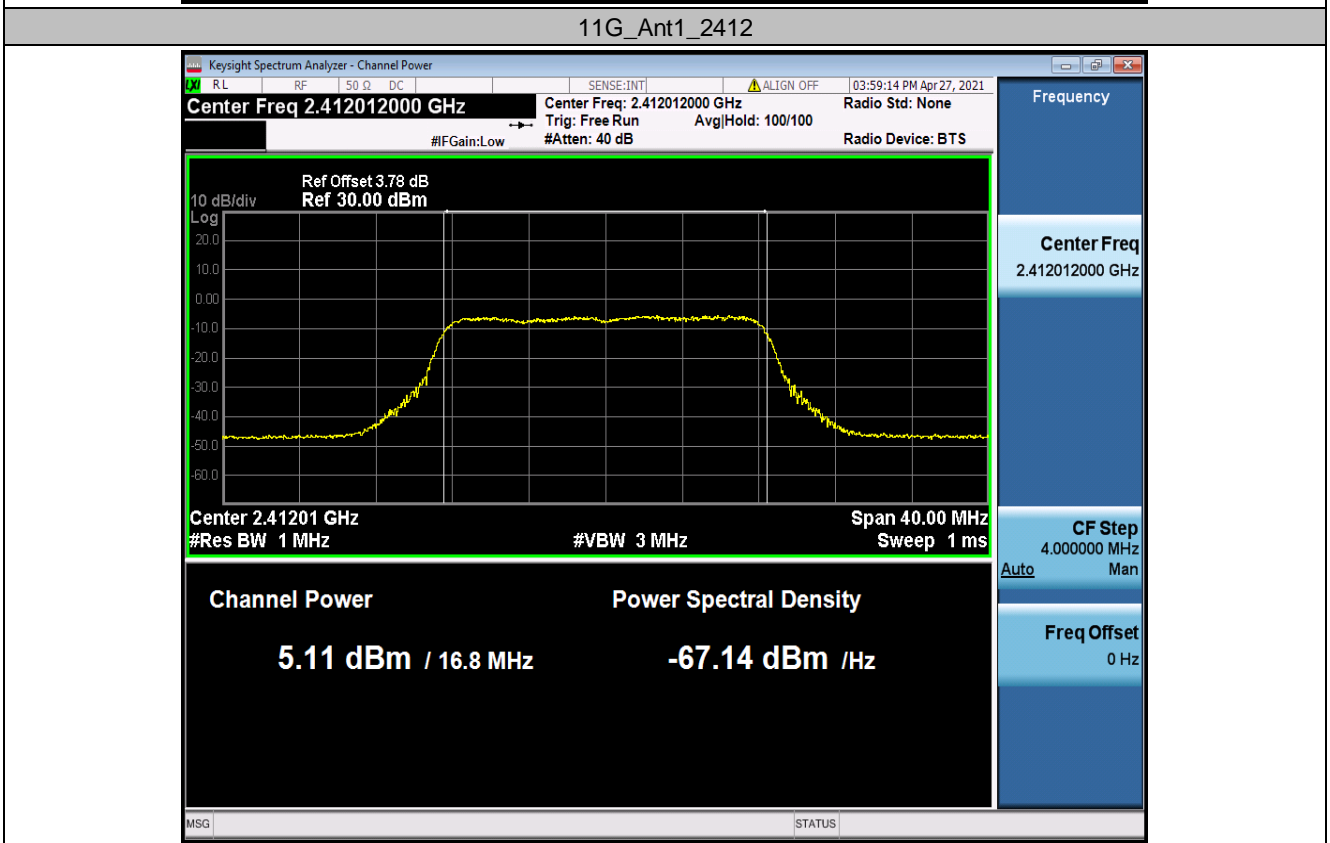 11G_Ant1_2412
Keysight Spectrum Analyzer - Channel Power
LXI RL RF 50 Ω DC SENSE:INT ALIGN OFF 03:59:14 PM Apr 27, 2021
Center Freq 2.412012000 GHz
#IFGain:Low
Center Freq: 2.412012000 GHz
Trig: Free Run Avg|Hold: 100/100
#Atten: 40 dB
Radio Std: None
Radio Device: BTS
Ref Offset 3.78 dB
10 dB/div Ref 30.00 dBm
Log
20.0
10.0
0.00
-10.0
-20.0
-30.0
-40.0
-50.0
-60.0
Center 2.41201 GHz Span 40.00 MHz
#Res BW 1 MHz #VBW 3 MHz Sweep 1 ms
Channel Power Power Spectral Density
5.11 dBm / 16.8 MHz -67.14 dBm /Hz
Frequency
Center Freq
2.412012000 GHz
CF Step
4.000000 MHz
Auto Man
Freq Offset
0 Hz
MSG STATUS